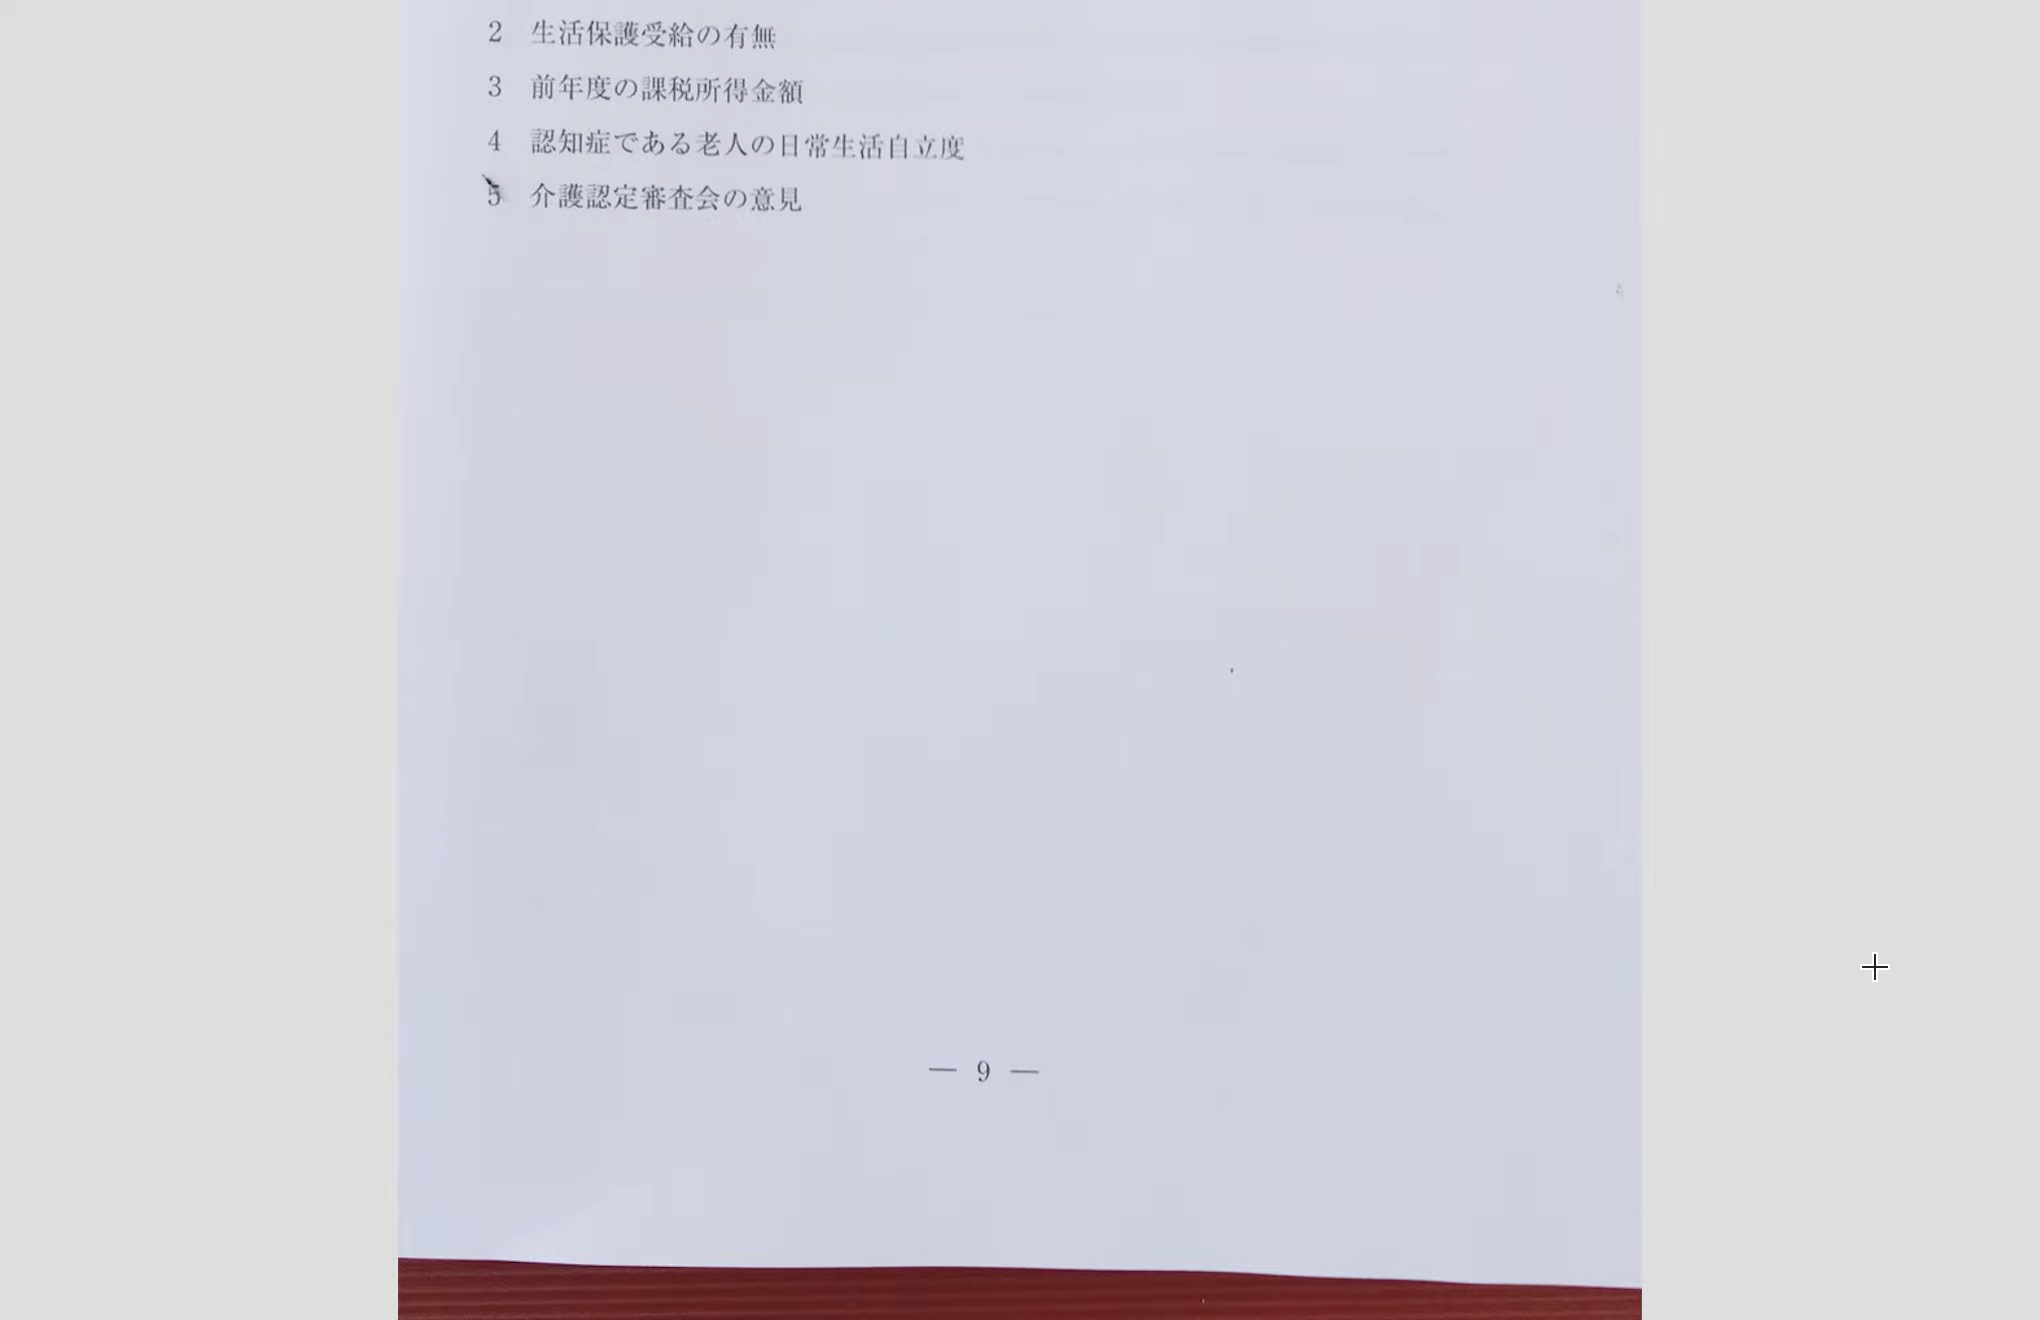 2 生活保護受給の有無
3 前年度の課税所得金額
4 認知症である老人の日常生活自立度
5 介護認定審査会の意見
— 9 —